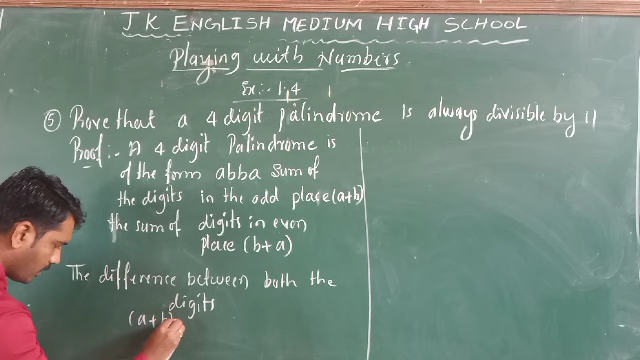 JK ENGLISH MEDIUM HIGH SCHOOL
Playing with Numbers.
Ex:- 1.4
⑤ Prove that a 4 digit palindrome is always divisible by 11
Proof:- A 4 digit Palindrome is
of the form abba sum of
the digits in the odd place(a+b)
the sum of digits in even
place (b+a)
The difference between both the
digits
(a+b)